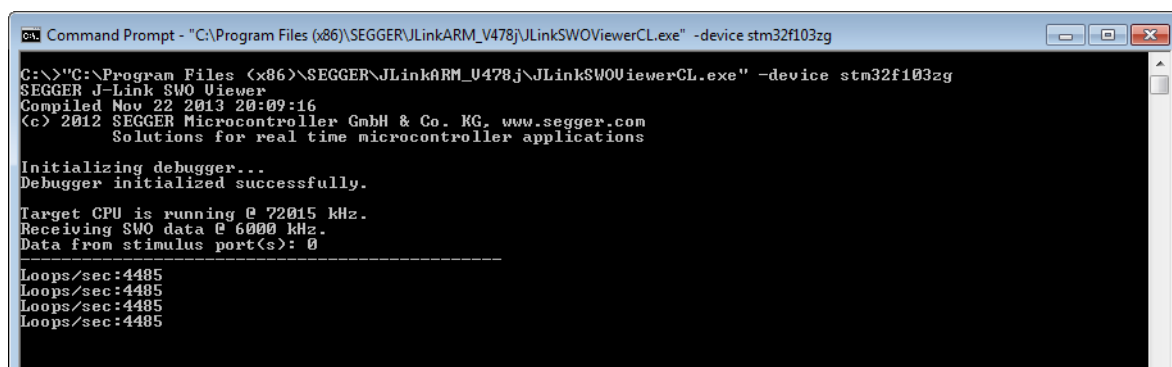 Command Prompt - "C:\Program Files (x86)\SEGGER\JLinkARM_V478j\JLinkSWOViewerCL.exe" -device stm32f103zg
C:\>"C:\Program Files (x86)\SEGGER\JLinkARM_V478j\JLinkSWOViewerCL.exe" -device stm32f103zg
SEGGER J-Link SWO Viewer
Compiled Nov 22 2013 20:09:16
(c) 2012 SEGGER Microcontroller GmbH & Co. KG, www.segger.com
Solutions for real time microcontroller applications
Initializing debugger...
Debugger initialized successfully.
Target CPU is running @ 72015 kHz.
Receiving SWO data @ 6000 kHz.
Data from stimulus port(s): 0
-----------------------------------------------
Loops/sec:4485
Loops/sec:4485
Loops/sec:4485
Loops/sec:4485